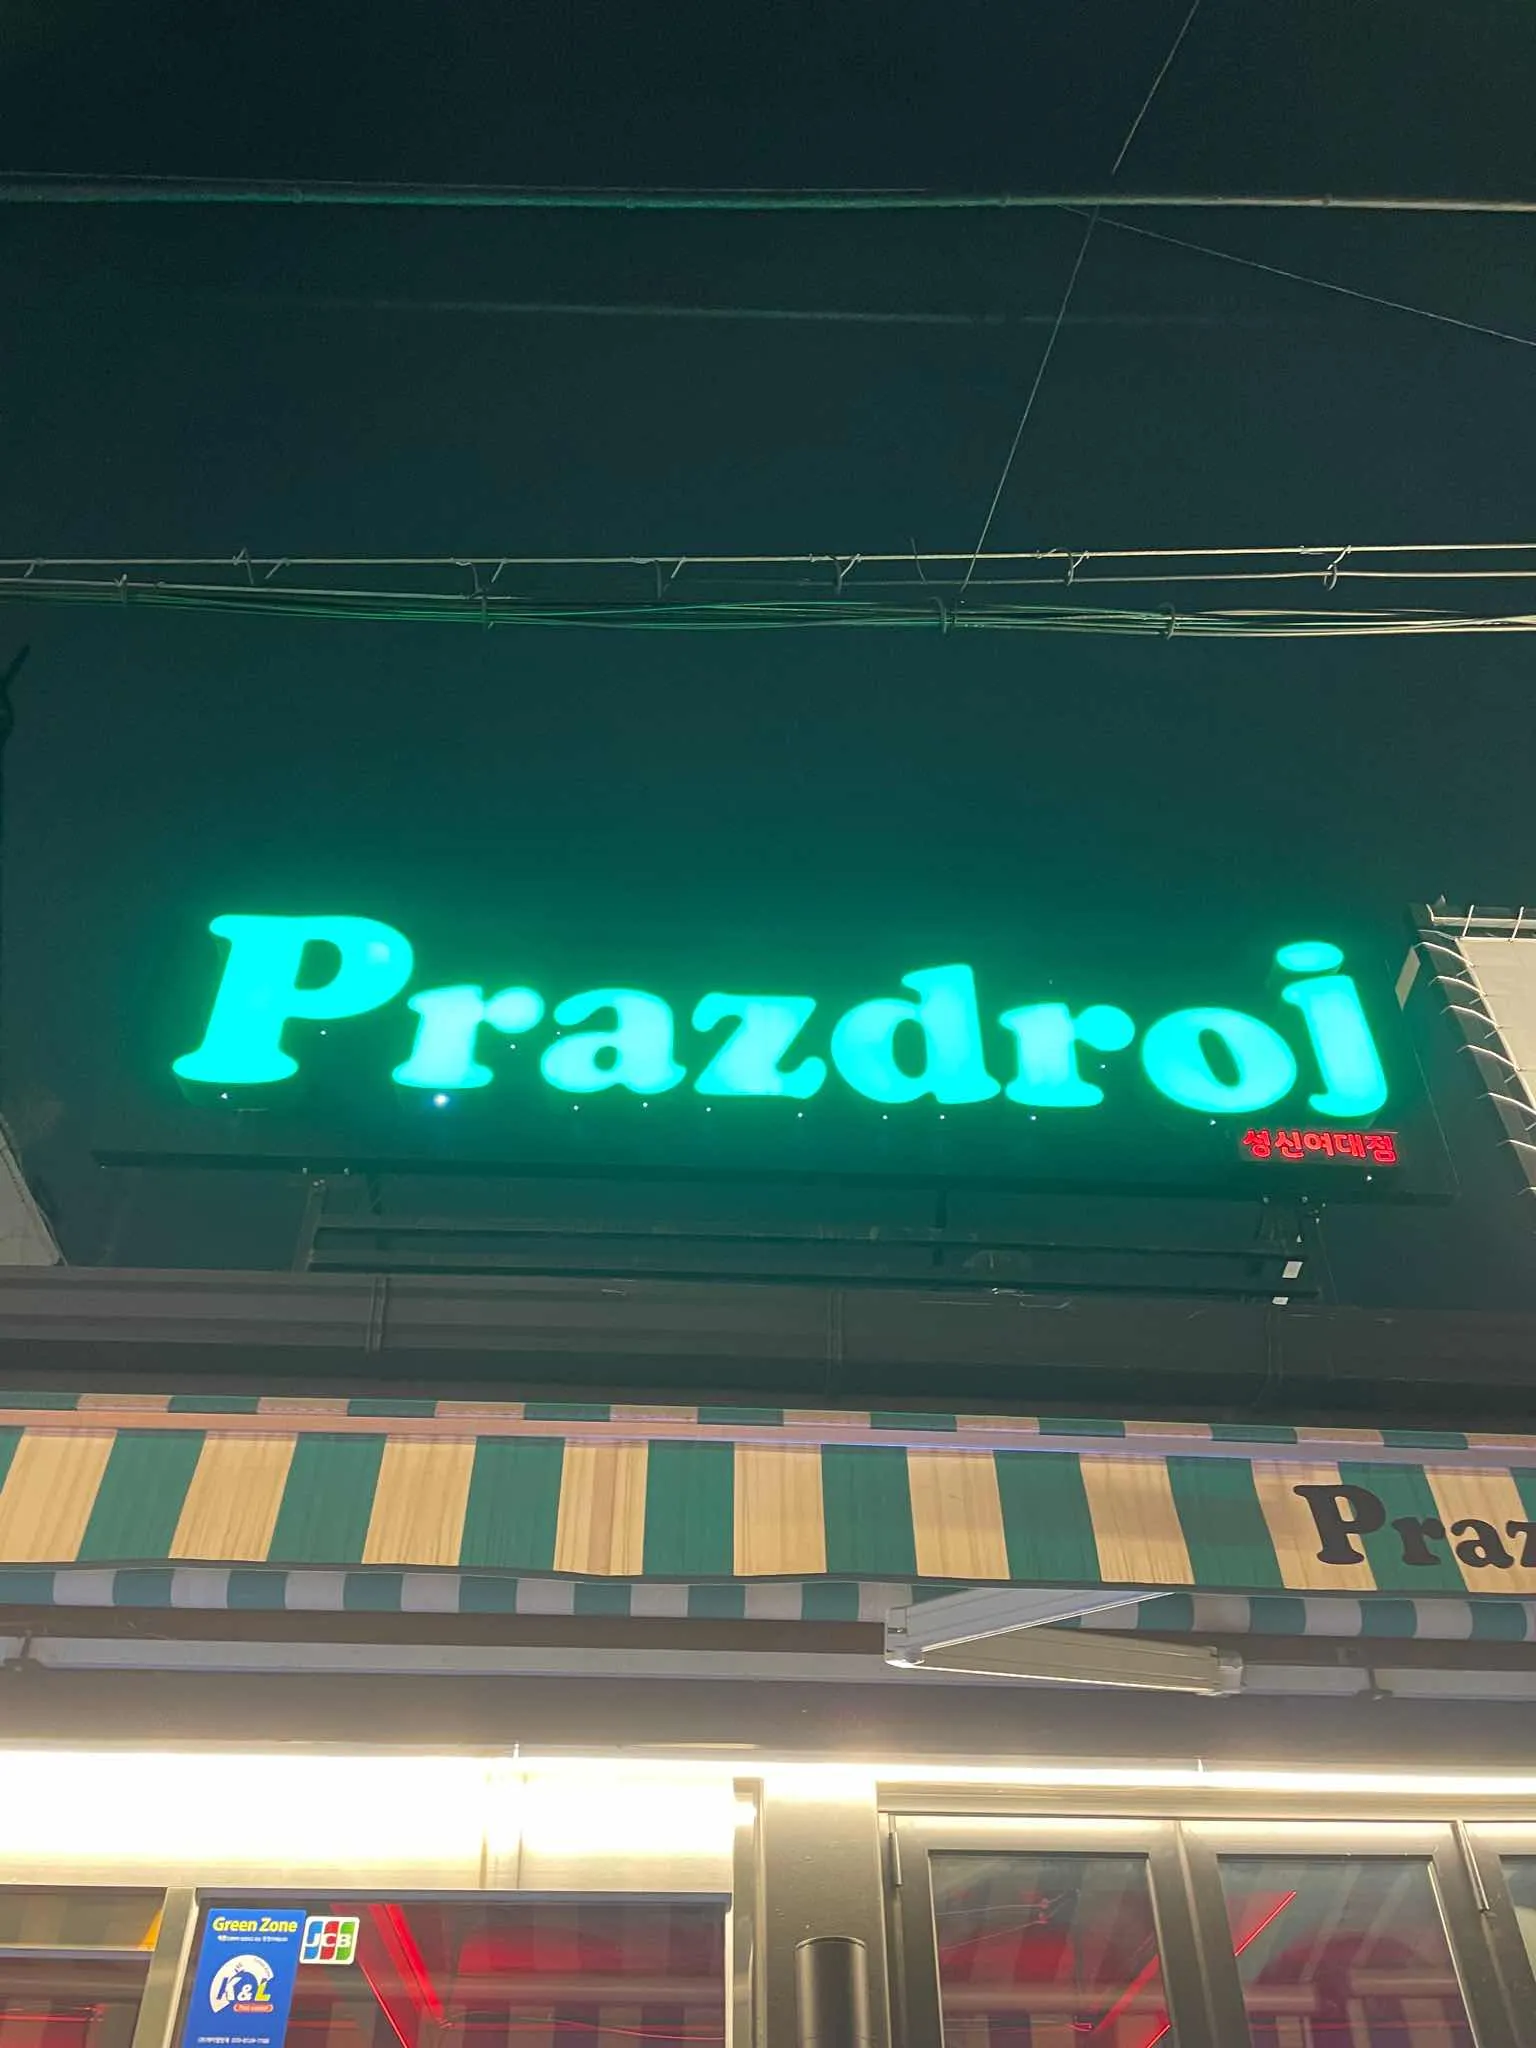 Prazdroj
성신여대점
Praz
Green Zone
JCB
K&L